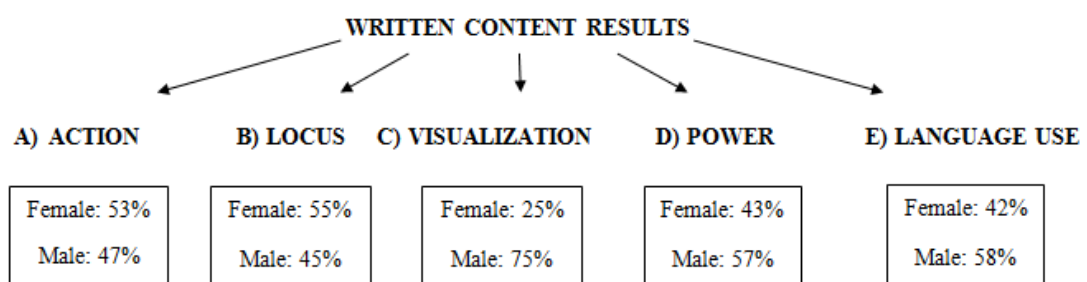 WRITTEN CONTENT RESULTS
A) ACTION
B) LOCUS
C) VISUALIZATION
D) POWER
E) LANGUAGE USE
Female: 53%
Male: 47%
Female: 55%
Male: 45%
Female: 25%
Male: 75%
Female: 43%
Male: 57%
Female: 42%
Male: 58%